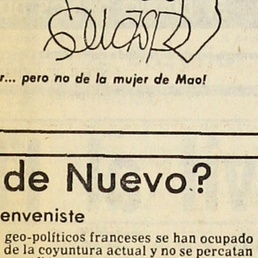 r... pero no de la mujer de Mao!
de Nuevo?
enveniste
geo-políticos franceses se han ocupado
de la coyuntura actual y no se percatan